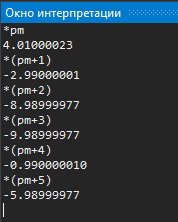 Окно интерпретации
*pm
4.01000023
*(pm+1)
-2.99000001
*(pm+2)
-8.98999977
*(pm+3)
-9.98999977
*(pm+4)
-0.990000010
*(pm+5)
-5.98999977